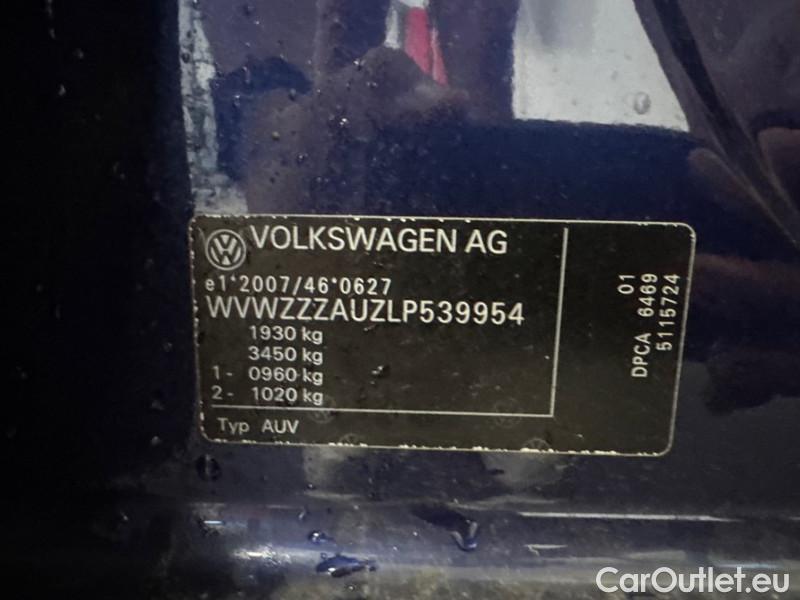 VOLKSWAGEN AG
e1*2007/46*0627
WVWZZZAUZLP539954
1930 kg
3450 kg
1- 0960 kg
2- 1020 kg
Typ AUV
01
DPCA 6469
5115724
CarOutlet.eu